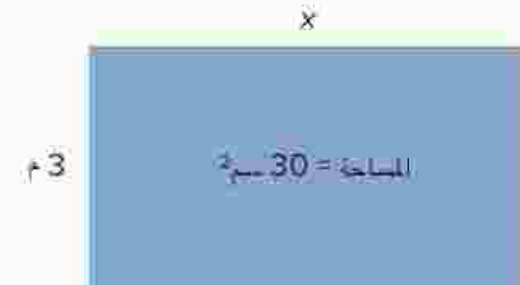 x
المساحة = 30 سم²
3 م